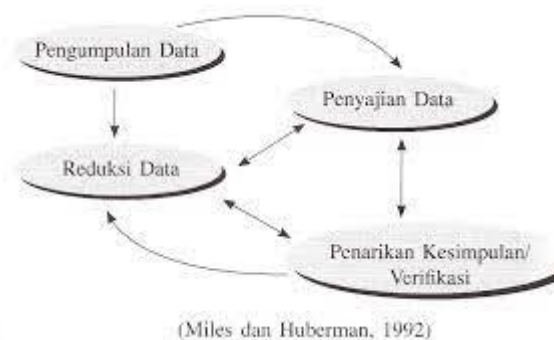 Pengumpulan Data
Penyajian Data
Reduksi Data
Penarikan Kesimpulan/
Verifikasi
(Miles dan Huberman, 1992)